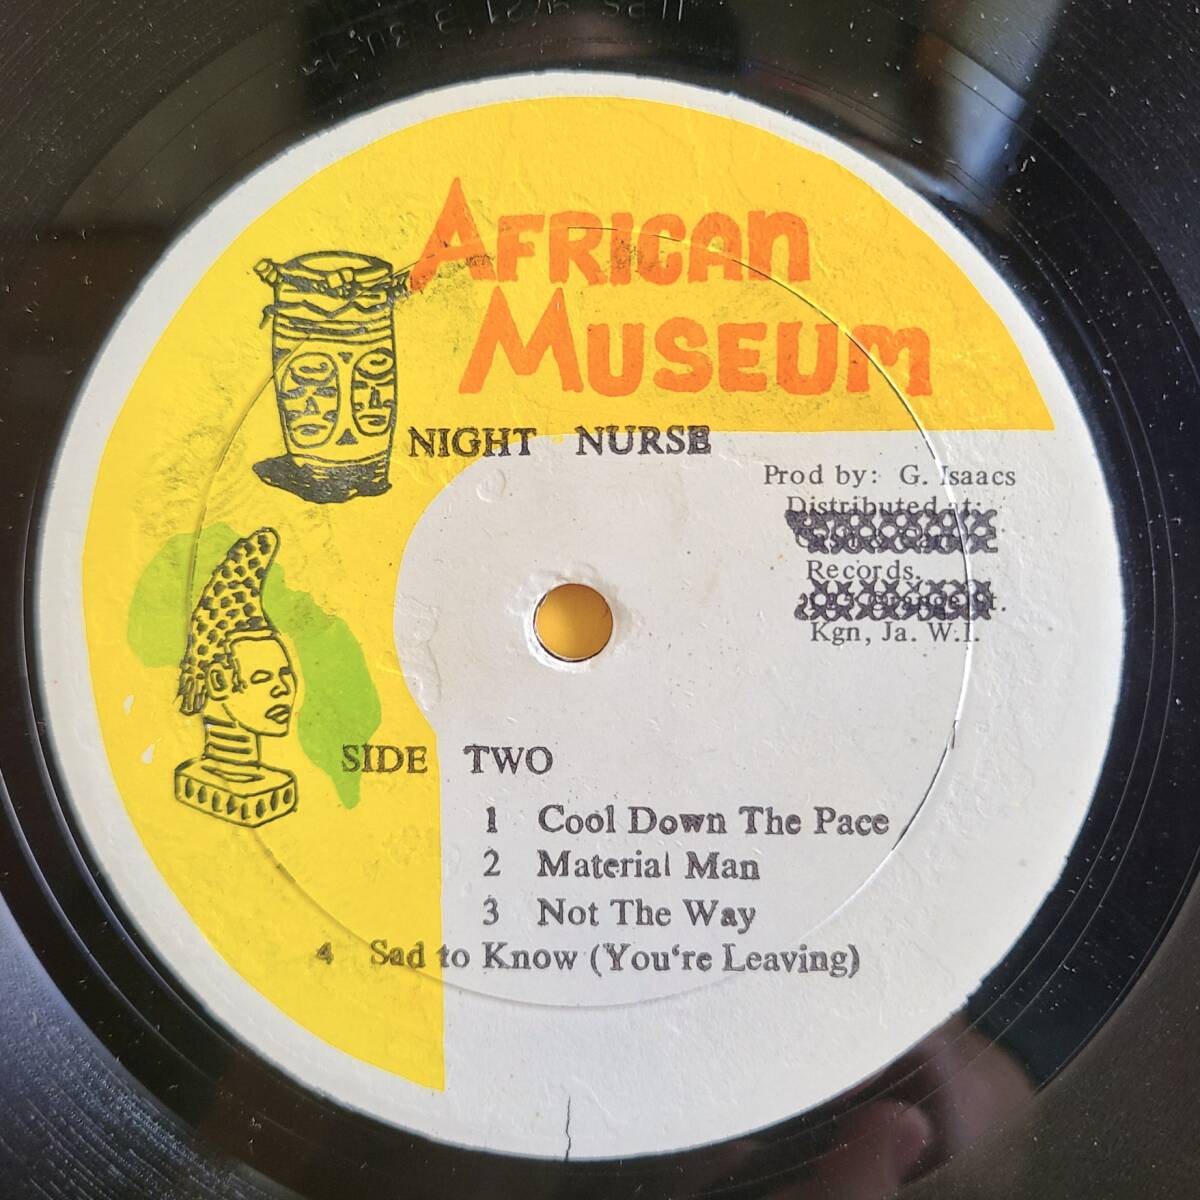 AFRICAN
MUSEUM
NIGHT NURSE
Prod by: G. Isaacs
Distributed at:
Records.
Kgn, Ja. W.I.
SIDE TWO
1 Cool Down The Pace
2 Material Man
3 Not The Way
4 Sad to Know (You're Leaving)